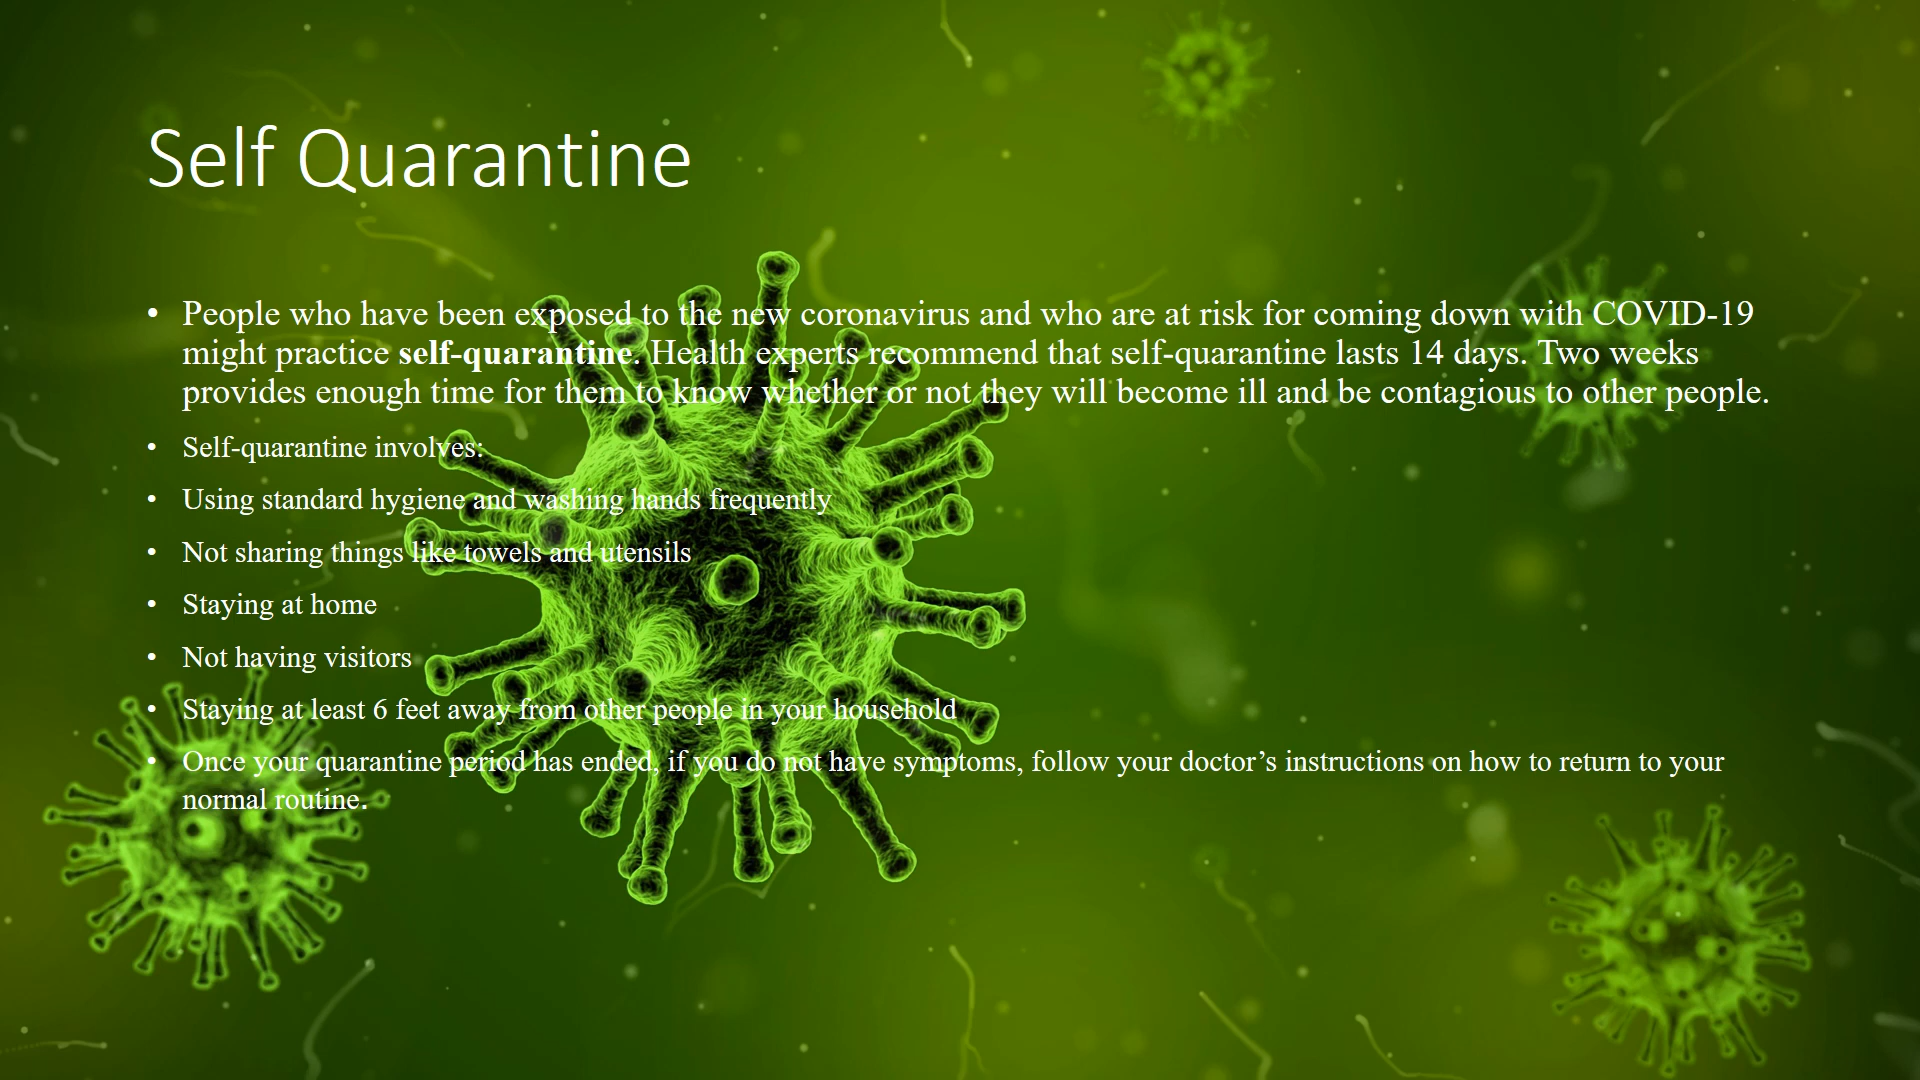 Self Quarantine
• People who have been exposed to the new coronavirus and who are at risk for coming down with COVID-19
might practice self-quarantine. Health experts recommend that self-quarantine lasts 14 days. Two weeks
provides enough time for them to know whether or not they will become ill and be contagious to other people.
• Self-quarantine involves:
• Using standard hygiene and washing hands frequently
• Not sharing things like towels and utensils
• Staying at home
• Not having visitors
• Staying at least 6 feet away from other people in your household
• Once your quarantine period has ended, if you do not have symptoms, follow your doctor’s instructions on how to return to your
normal routine.